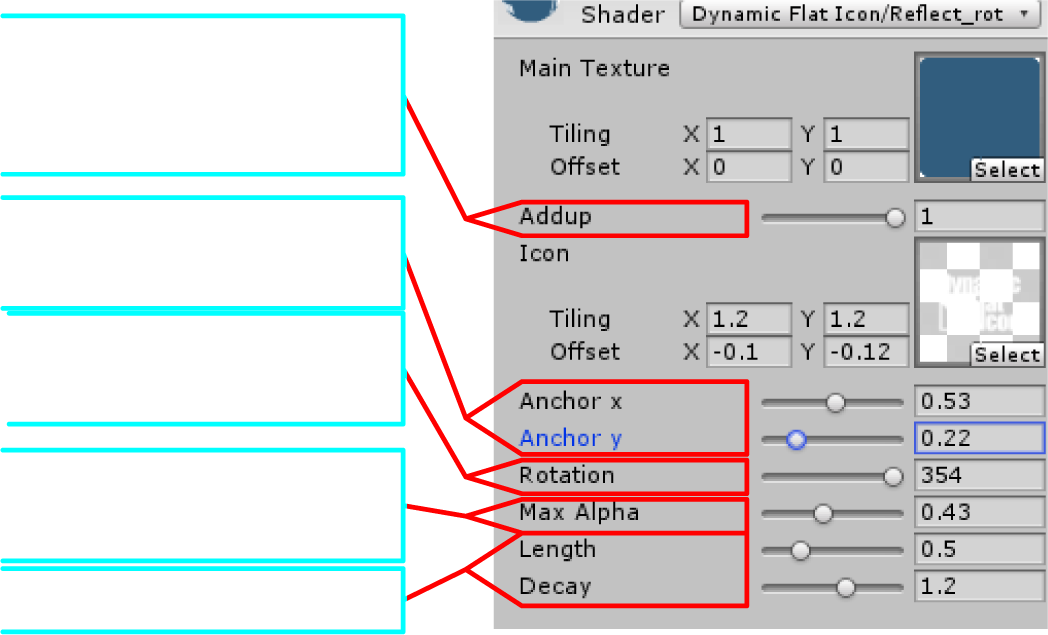 Shader Dynamic Flat Icon/Reflect_rot
Main Texture
Tiling X 1 Y 1
Offset X 0 Y 0
Select
Addup 1
Icon
Tiling X 1.2 Y 1.2
Offset X -0.1 Y -0.12
Select
Anchor x 0.53
Anchor y 0.22
Rotation 354
Max Alpha 0.43
Length 0.5
Decay 1.2